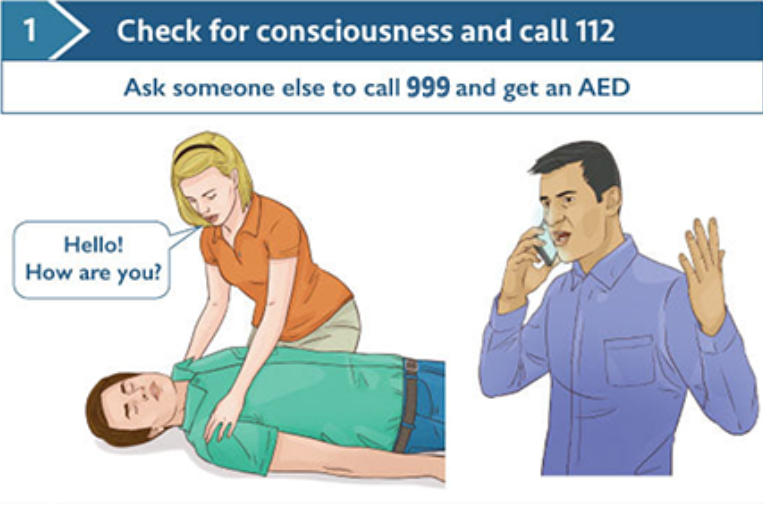 1
Check for consciousness and call 112
Ask someone else to call 999 and get an AED
Hello!
How are you?